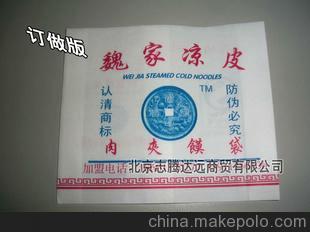 订做版
魏家凉皮
WEI JIA STEAMED COLD NOODLES
TM
认清商标
防伪必究
肉夹馍袋
加盟电话
北京志腾达远商贸有限公司
china.makepolo.com